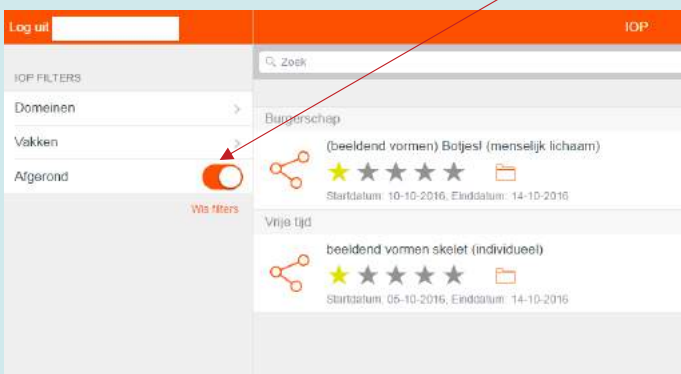 Log uit
IOP
Zoek
IOP FILTERS
Domeinen
Vakken
Afgerond
Wis filters
Burgerschap
(beeldend vormen) Botjes! (menselijk lichaam)
Startdatum: 10-10-2016, Einddatum: 14-10-2016
Vrije tijd
beeldend vormen skelet (individueel)
Startdatum: 05-10-2016, Einddatum: 14-10-2016